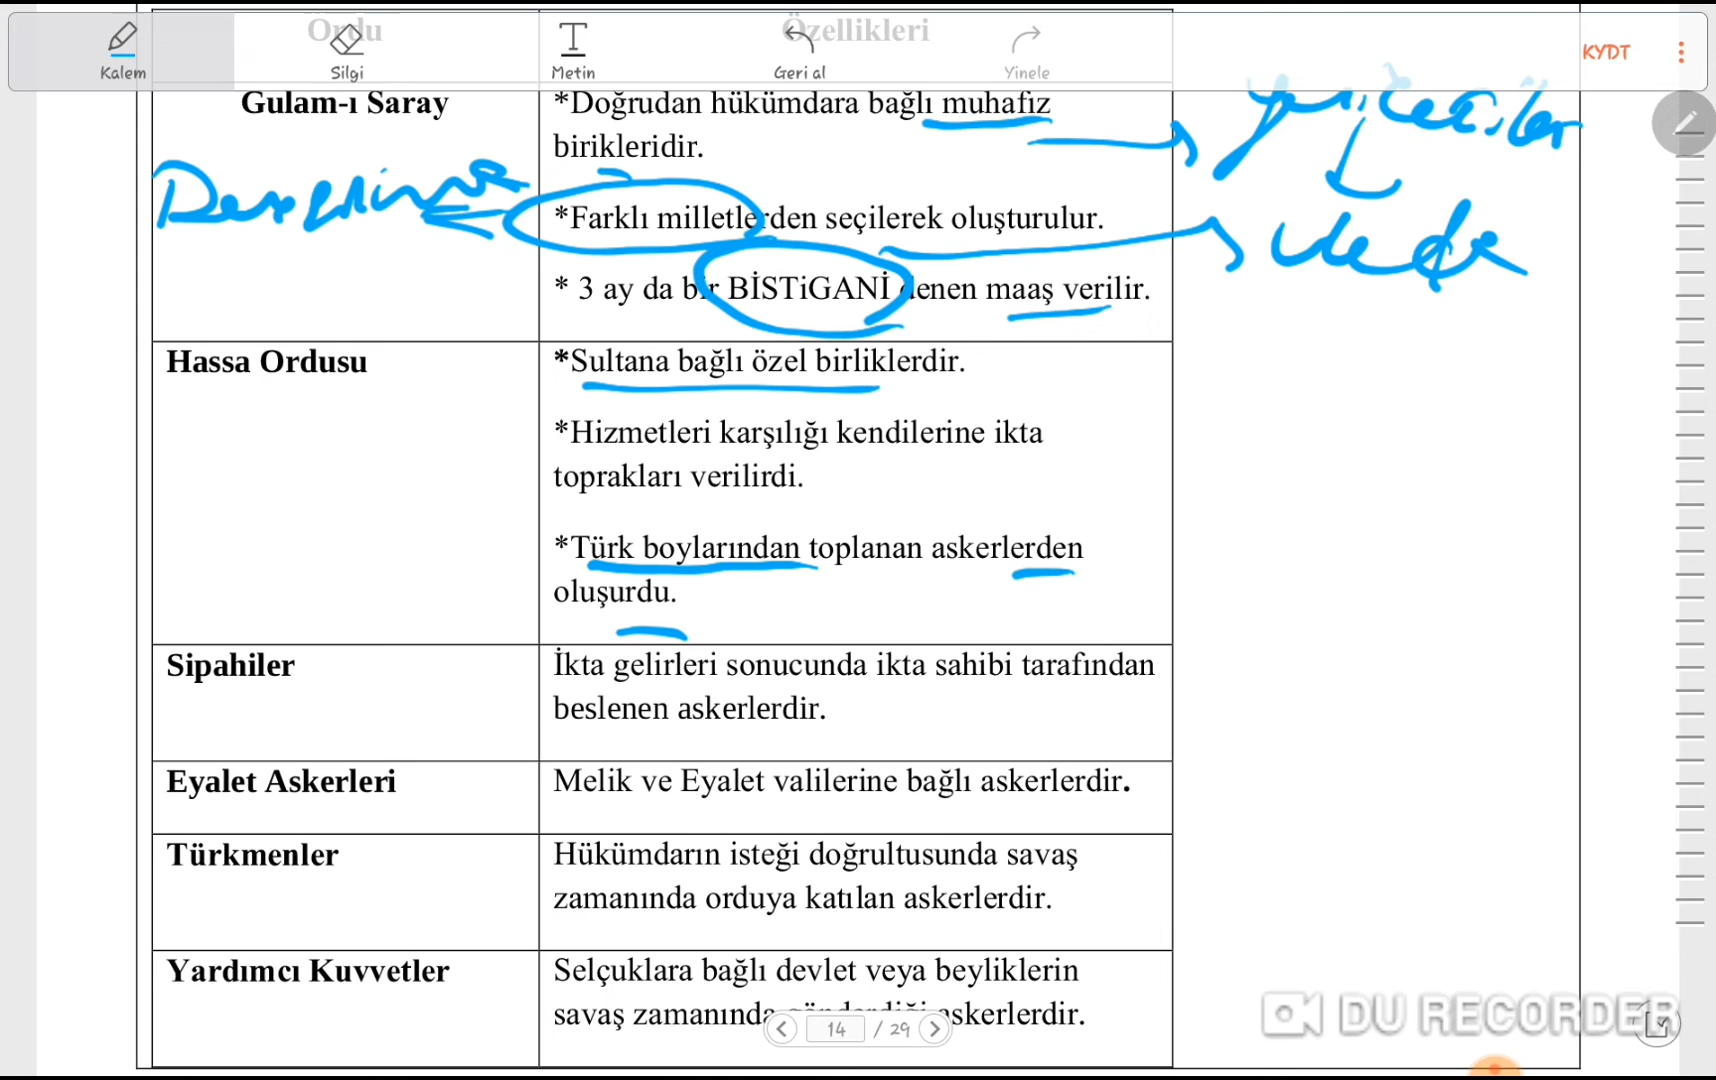 Ordu
Özellikleri
Kalem
Silgi
Metin
Geri al
Yinele
KYDT
Gulam-ı Saray
*Doğrudan hükümdara bağlı muhafız
birikleridir.
*Farklı milletlerden seçilerek oluşturulur.
* 3 ay da bir BİSTiGANİ denen maaş verilir.
yeniçeriler
Devşirme
ulufe
Hassa Ordusu
*Sultana bağlı özel birliklerdir.
*Hizmetleri karşılığı kendilerine ikta
toprakları verilirdi.
*Türk boylarından toplanan askerlerden
oluşurdu.
Sipahiler
İkta gelirleri sonucunda ikta sahibi tarafından
beslenen askerlerdir.
Eyalet Askerleri
Melik ve Eyalet valilerine bağlı askerlerdir.
Türkmenler
Hükümdarın isteği doğrultusunda savaş
zamanında orduya katılan askerlerdir.
Yardımcı Kuvvetler
Selçuklara bağlı devlet veya beyliklerin
savaş zamanında gönderdiği askerlerdir.
14 / 29
DU RECORDER